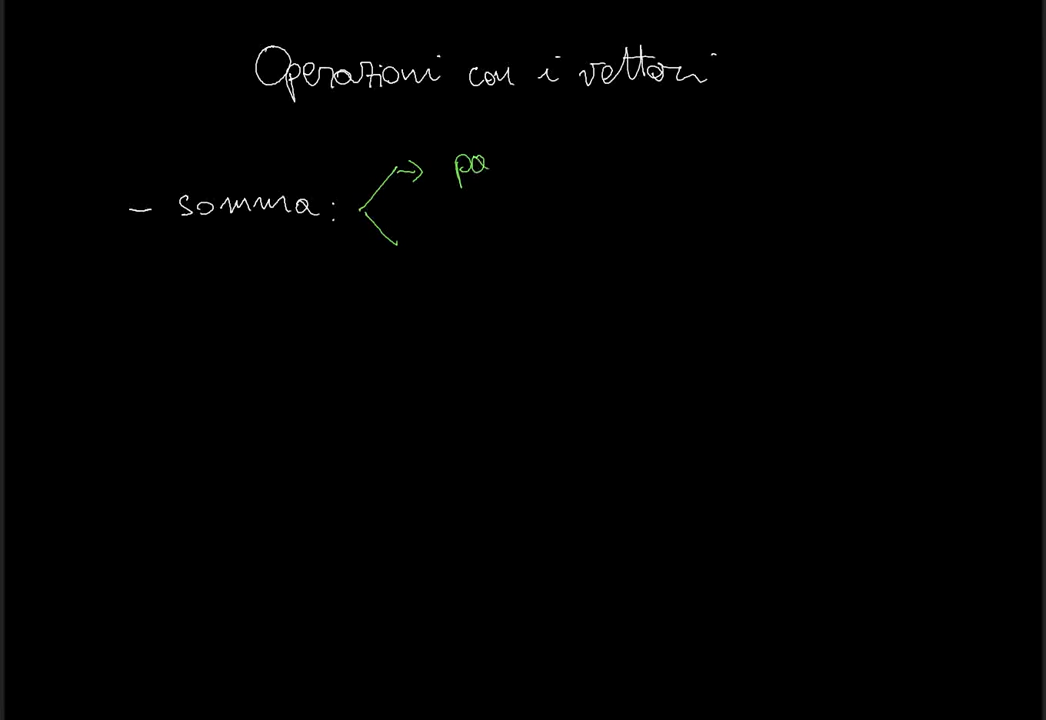 Operazioni con i vettori
→ pa
- somma: